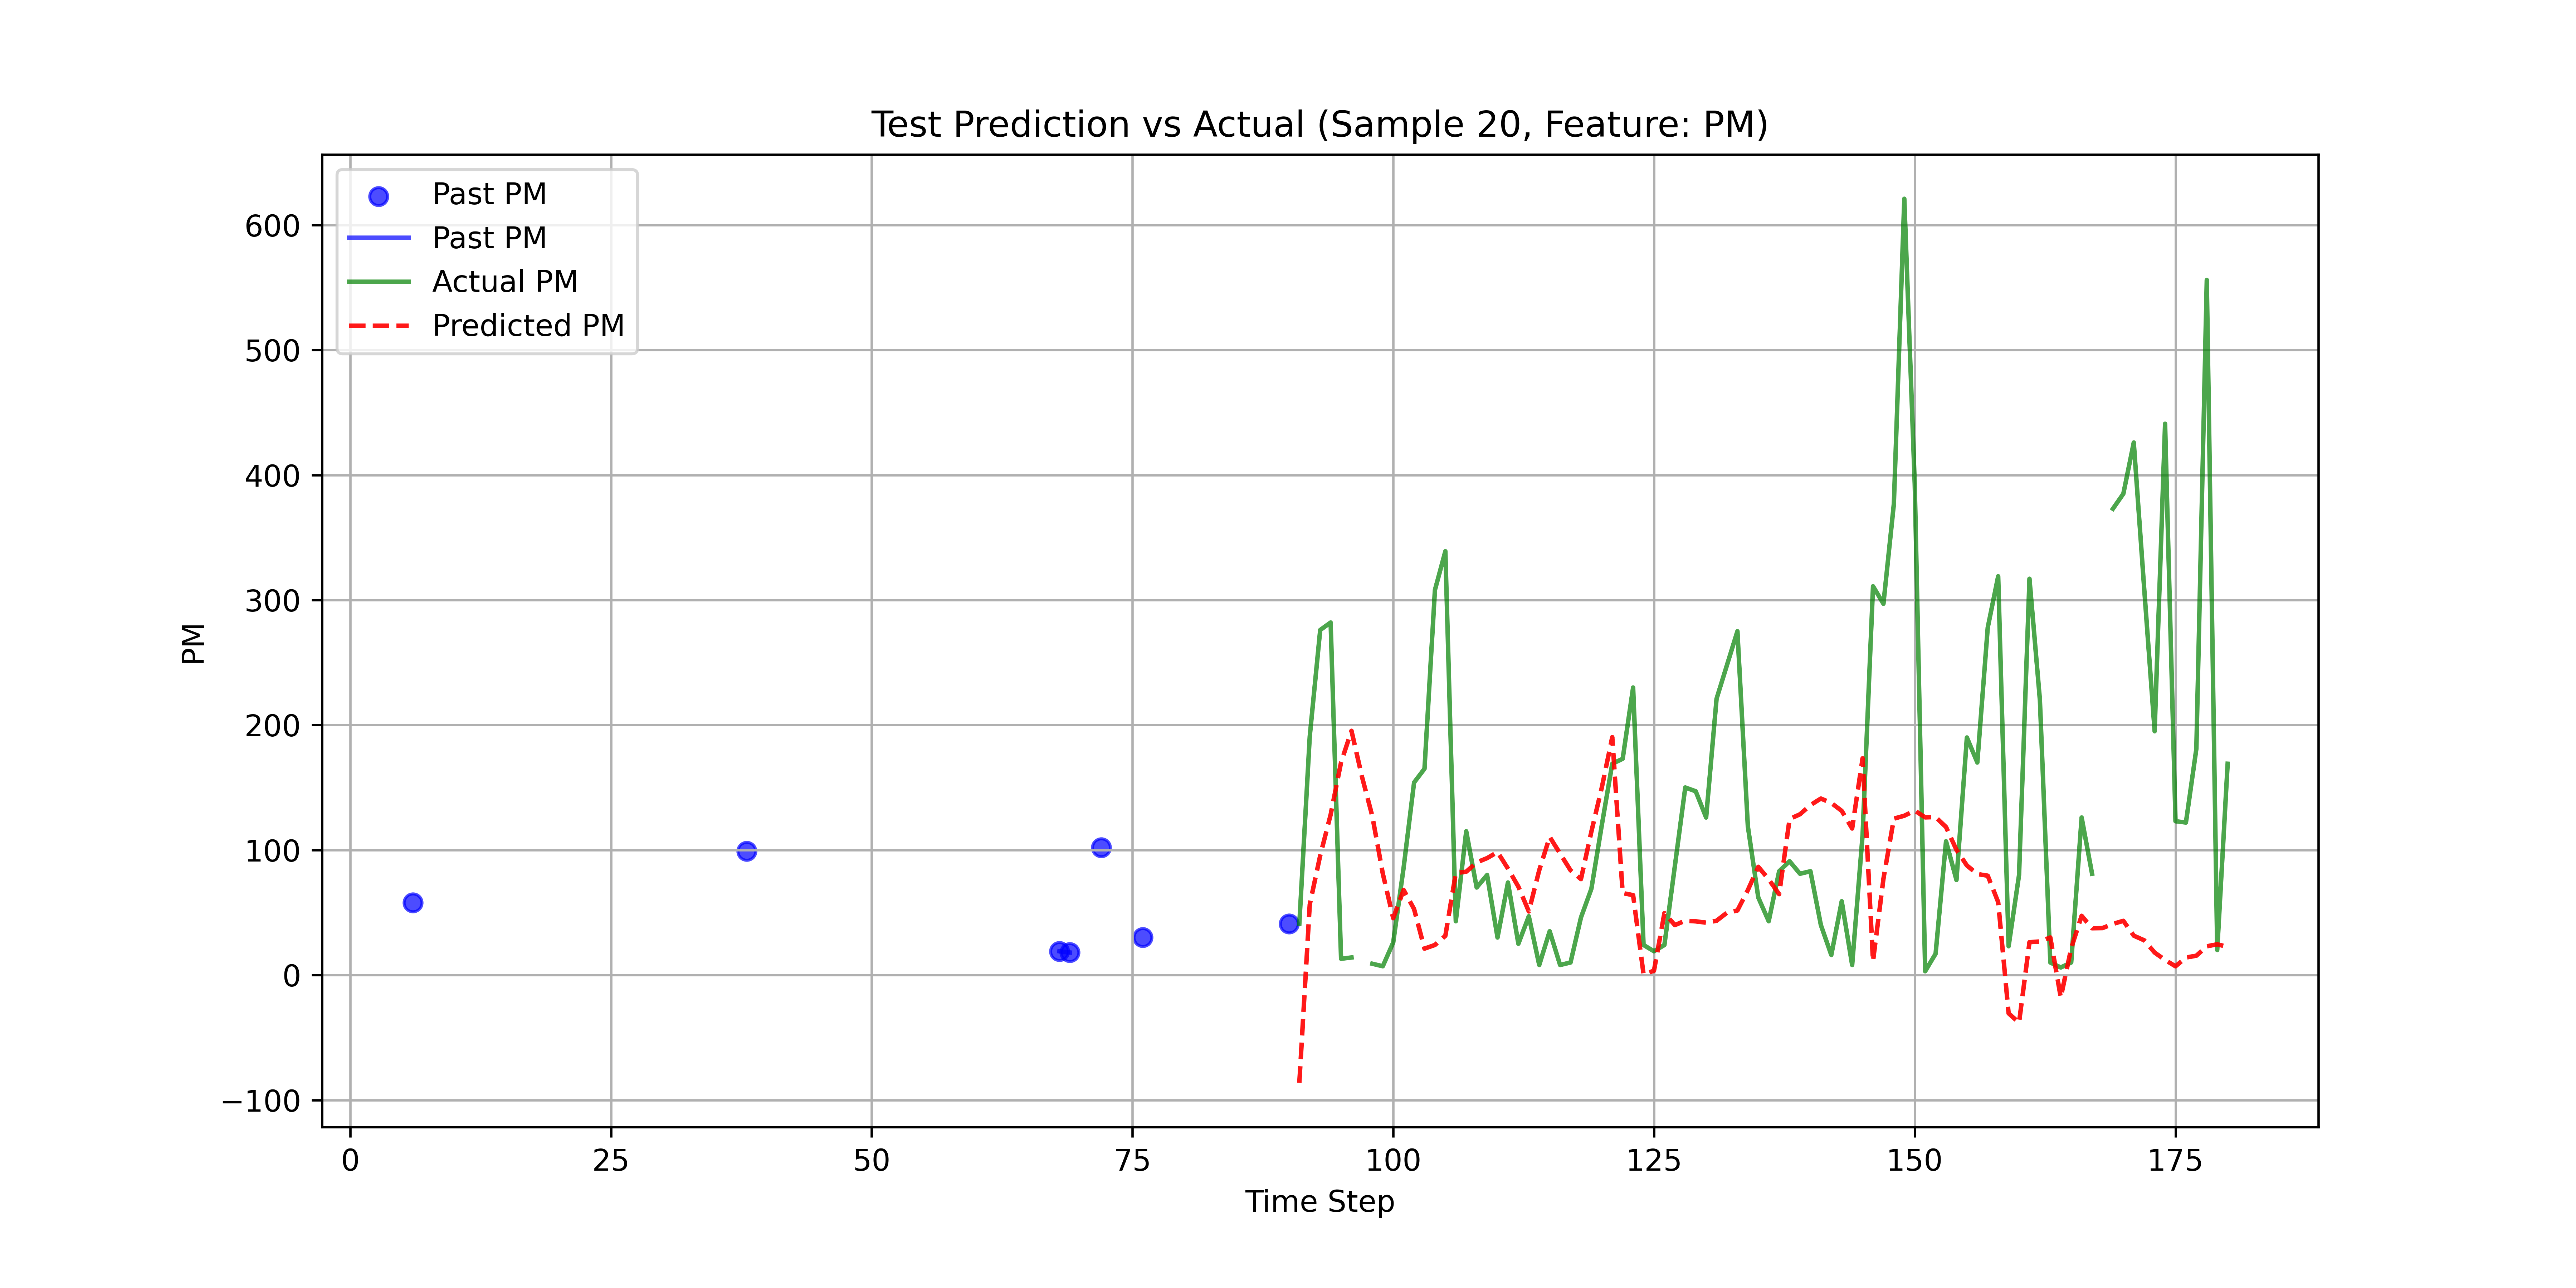 Test Prediction vs Actual (Sample 20, Feature: PM)
Past PM
Past PM
Actual PM
Predicted PM
600
500
400
300
200
100
0
−100
PM
0 25 50 75 100 125 150 175
Time Step